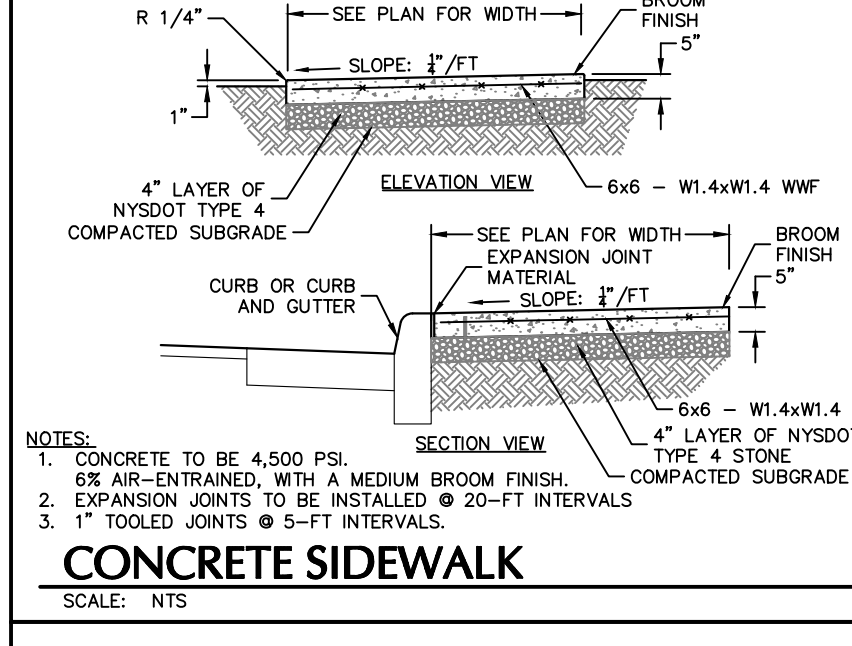 BROOM
FINISH
R 1/4"
SEE PLAN FOR WIDTH
5"
SLOPE: 1/4"/FT
1"
4" LAYER OF
NYSDOT TYPE 4
COMPACTED SUBGRADE
ELEVATION VIEW
6x6 - W1.4xW1.4 WWF
SEE PLAN FOR WIDTH
BROOM
FINISH
EXPANSION JOINT
MATERIAL
5"
CURB OR CURB
AND GUTTER
SLOPE: 1/4"/FT
6x6 - W1.4xW1.4
4" LAYER OF NYSDOT
TYPE 4 STONE
COMPACTED SUBGRADE
SECTION VIEW
NOTES:
1. CONCRETE TO BE 4,500 PSI.
6% AIR-ENTRAINED, WITH A MEDIUM BROOM FINISH.
2. EXPANSION JOINTS TO BE INSTALLED @ 20-FT INTERVALS
3. 1" TOOLED JOINTS @ 5-FT INTERVALS.
CONCRETE SIDEWALK
SCALE: NTS